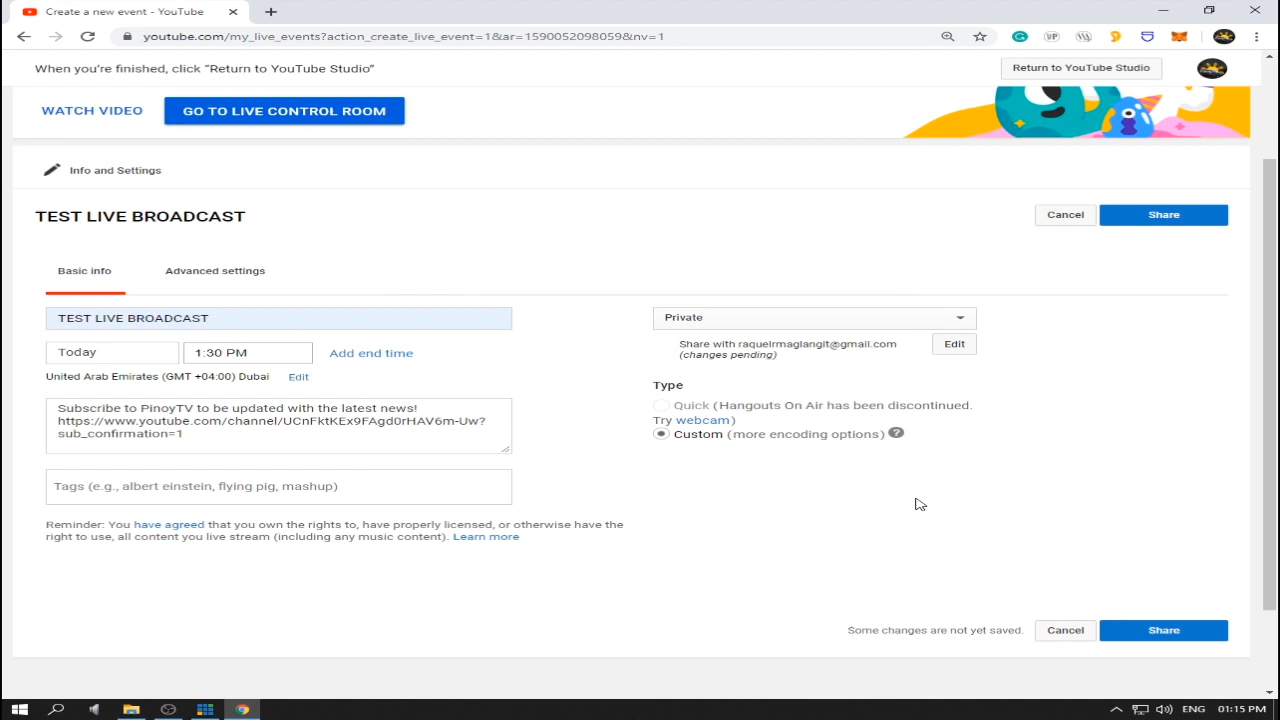 Create a new event - YouTube
youtube.com/my_live_events?action_create_live_event=1&ar=1590052098059&nv=1
When you're finished, click “Return to YouTube Studio”
Return to YouTube Studio
WATCH VIDEO
GO TO LIVE CONTROL ROOM
Info and Settings
TEST LIVE BROADCAST
Cancel
Share
Basic info
Advanced settings
TEST LIVE BROADCAST
Private
Today
1:30 PM
Add end time
Share with raquelrmaglangit@gmail.com
(changes pending)
Edit
United Arab Emirates (GMT +04:00) Dubai
Edit
Type
Quick (Hangouts On Air has been discontinued.
Try webcam)
Custom (more encoding options)
?
Subscribe to PinoyTV to be updated with the latest news!
https://www.youtube.com/channel/UCnFktKEx9FAgd0rHAV6m-Uw?
sub_confirmation=1
Tags (e.g., albert einstein, flying pig, mashup)
Reminder: You have agreed that you own the rights to, have properly licensed, or otherwise have the
right to use, all content you live stream (including any music content). Learn more
Some changes are not yet saved.
Cancel
Share
ENG
01:15 PM